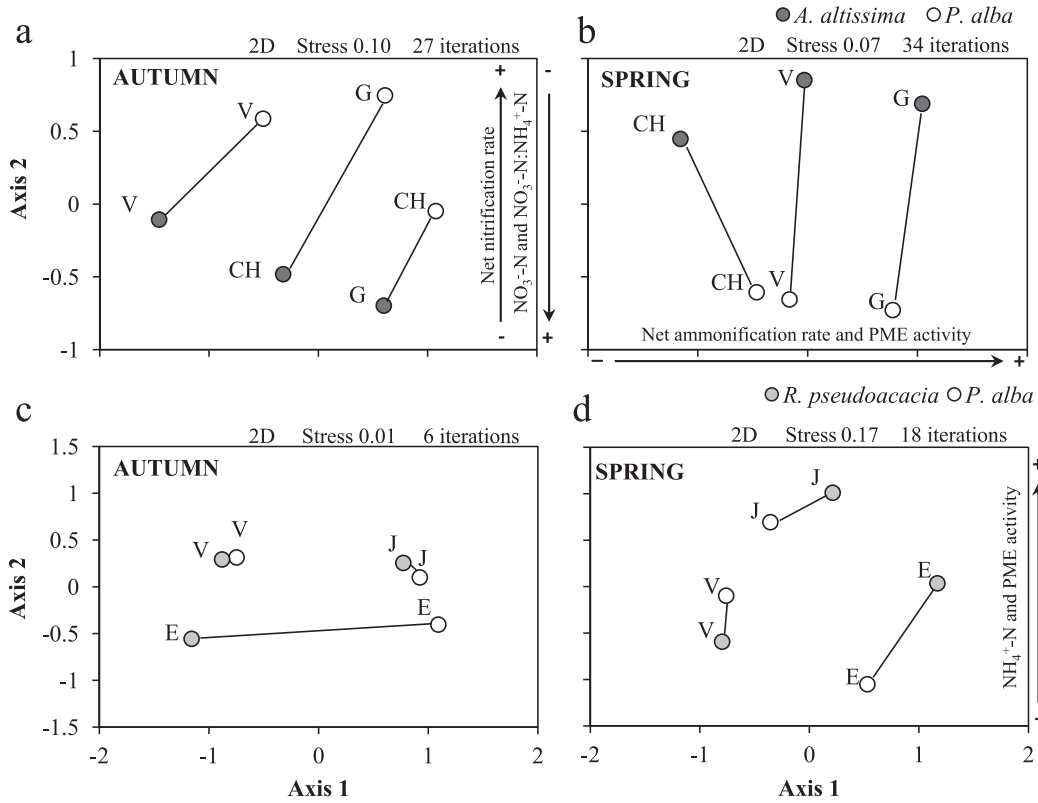 a
b
A. altissima P. alba
2D Stress 0.10 27 iterations
2D Stress 0.07 34 iterations
AUTUMN
SPRING
1
0.5
0
-0.5
-1
Axis 2
V
V
G
CH
CH
G
+
-
Net nitrification rate
NO₃⁻-N and NO₃⁻-N:NH₄⁺-N
-
+
CH
V
G
CH
V
G
Net ammonification rate and PME activity
−
+
c
d
R. pseudoacacia P. alba
2D Stress 0.01 6 iterations
2D Stress 0.17 18 iterations
AUTUMN
SPRING
1.5
1
0.5
0
-0.5
-1
-1.5
Axis 2
V
V
J
J
E
E
J
J
V
V
E
E
+
NH₄⁺-N and PME activity
-
-2 -1 0 1 2
-2 -1 0 1 2
Axis 1
Axis 1